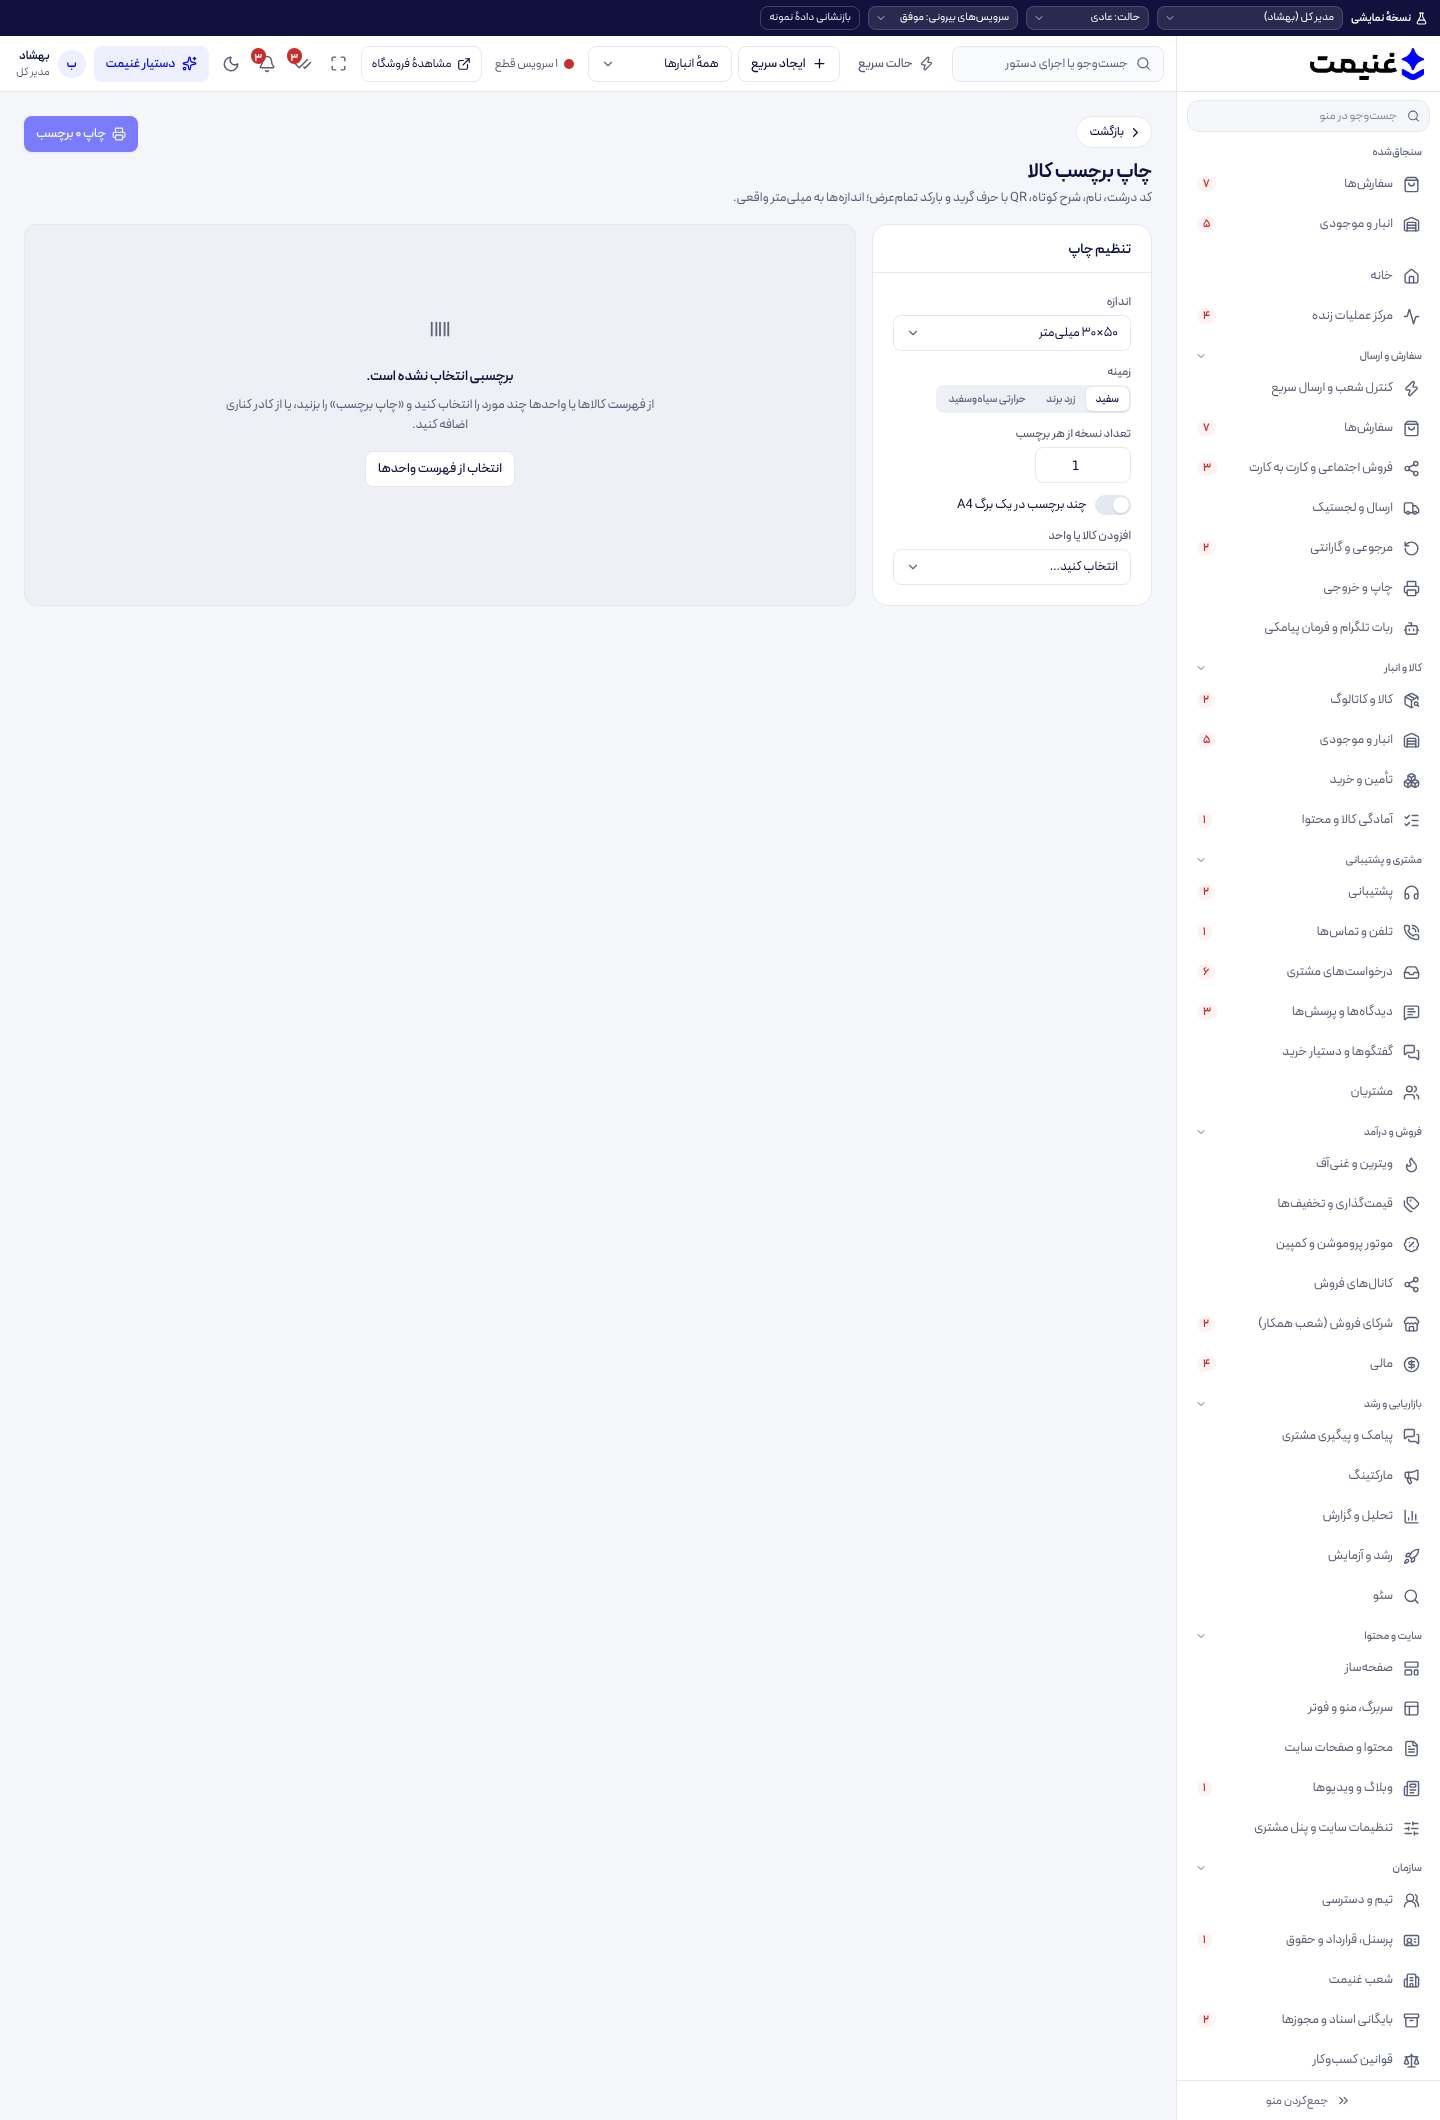 نسخهٔ نمایشی
مدیر کل (بهشاد)
حالت: عادی
سرویس‌های بیرونی: موفق
بازنشانی دادهٔ نمونه
غنیمت
جست‌وجو یا اجرای دستور
حالت سریع
ایجاد سریع
همهٔ انبارها
۱ سرویس قطع
مشاهدهٔ فروشگاه
۳
۳
دستیار غنیمت
ب
بهشاد
مدیر کل
جست‌وجو در منو
سنجاق‌شده
سفارش‌ها ۷
انبار و موجودی ۵
خانه
مرکز عملیات زنده ۴
سفارش و ارسال
کنترل شعب و ارسال سریع
سفارش‌ها ۷
فروش اجتماعی و کارت به کارت ۳
ارسال و لجستیک
مرجوعی و گارانتی ۲
چاپ و خروجی
ربات تلگرام و فرمان پیامکی
کالا و انبار
کالا و کاتالوگ ۲
انبار و موجودی ۵
تأمین و خرید
آمادگی کالا و محتوا ۱
مشتری و پشتیبانی
پشتیبانی ۲
تلفن و تماس‌ها ۱
درخواست‌های مشتری ۶
دیدگاه‌ها و پرسش‌ها ۳
گفتگوها و دستیار خرید
مشتریان
فروش و درآمد
ویترین و غنی‌آف
قیمت‌گذاری و تخفیف‌ها
موتور پروموشن و کمپین
کانال‌های فروش
شرکای فروش (شعب همکار) ۲
مالی ۴
بازاریابی و رشد
پیامک و پیگیری مشتری
مارکتینگ
تحلیل و گزارش
رشد و آزمایش
سئو
سایت و محتوا
صفحه‌ساز
سربرگ، منو و فوتر
محتوا و صفحات سایت
وبلاگ و ویدیوها ۱
تنظیمات سایت و پنل مشتری
سازمان
تیم و دسترسی
پرسنل، قرارداد و حقوق ۱
شعب غنیمت
بایگانی اسناد و مجوزها ۲
قوانین کسب‌وکار
جمع‌کردن منو
بازگشت
چاپ ۰ برچسب
چاپ برچسب کالا
کد درشت، نام، شرح کوتاه، QR با حرف گرید و بارکد تمام‌عرض؛ اندازه‌ها به میلی‌متر واقعی.
تنظیم چاپ
اندازه
۵۰×۳۰ میلی‌متر
زمینه
سفید
زرد برند
حرارتی سیاه‌وسفید
تعداد نسخه از هر برچسب
1
چند برچسب در یک برگ A4
افزودن کالا یا واحد
انتخاب کنید…
برچسبی انتخاب نشده است.
از فهرست کالاها یا واحدها چند مورد را انتخاب کنید و «چاپ برچسب» را بزنید، یا از کادر کناری
اضافه کنید.
انتخاب از فهرست واحدها